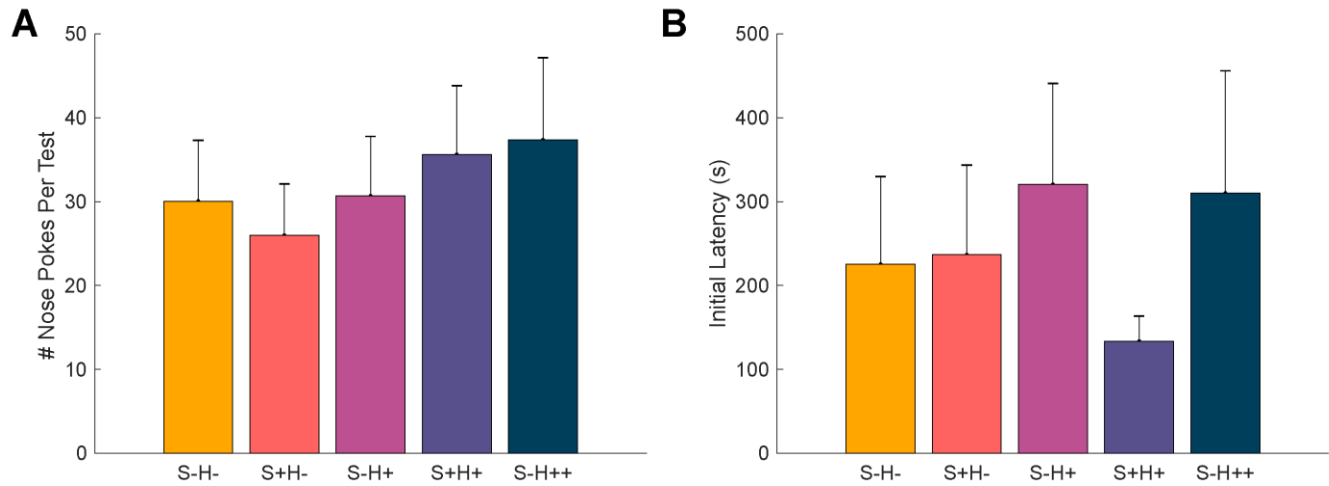 A
# Nose Pokes Per Test
50
40
30
20
10
0
S-H-
S+H-
S-H+
S+H+
S-H++
B
Initial Latency (s)
500
400
300
200
100
0
S-H-
S+H-
S-H+
S+H+
S-H++